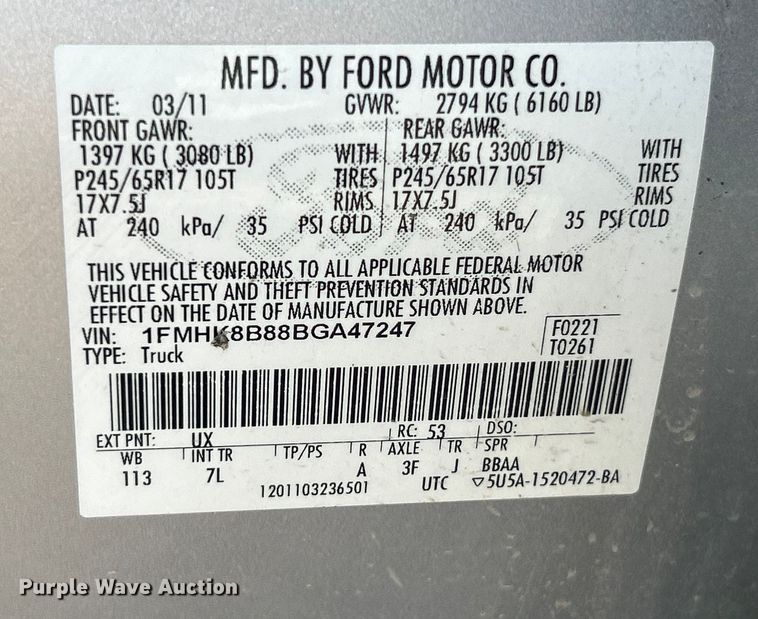 MFD. BY FORD MOTOR CO.
DATE: 03/11 GVWR: 2794 KG ( 6160 LB)
FRONT GAWR: REAR GAWR:
1397 KG ( 3080 LB) WITH 1497 KG ( 3300 LB) WITH
P245/65R17 105T TIRES P245/65R17 105T TIRES
17X7.5J RIMS 17X7.5J RIMS
AT 240 kPa/ 35 PSI COLD AT 240 kPa/ 35 PSI COLD
THIS VEHICLE CONFORMS TO ALL APPLICABLE FEDERAL MOTOR
VEHICLE SAFETY AND THEFT PREVENTION STANDARDS IN
EFFECT ON THE DATE OF MANUFACTURE SHOWN ABOVE.
VIN: 1FMHK8B88BGA47247 F0221
TYPE: Truck T0261
EXT PNT: UX RC: 53 DSO:
WB INT TR TP/PS R AXLE TR SPR
113 7L A 3F J BBAA
1201103236501 UTC ▽5U5A-1520472-BA
Purple Wave Auction